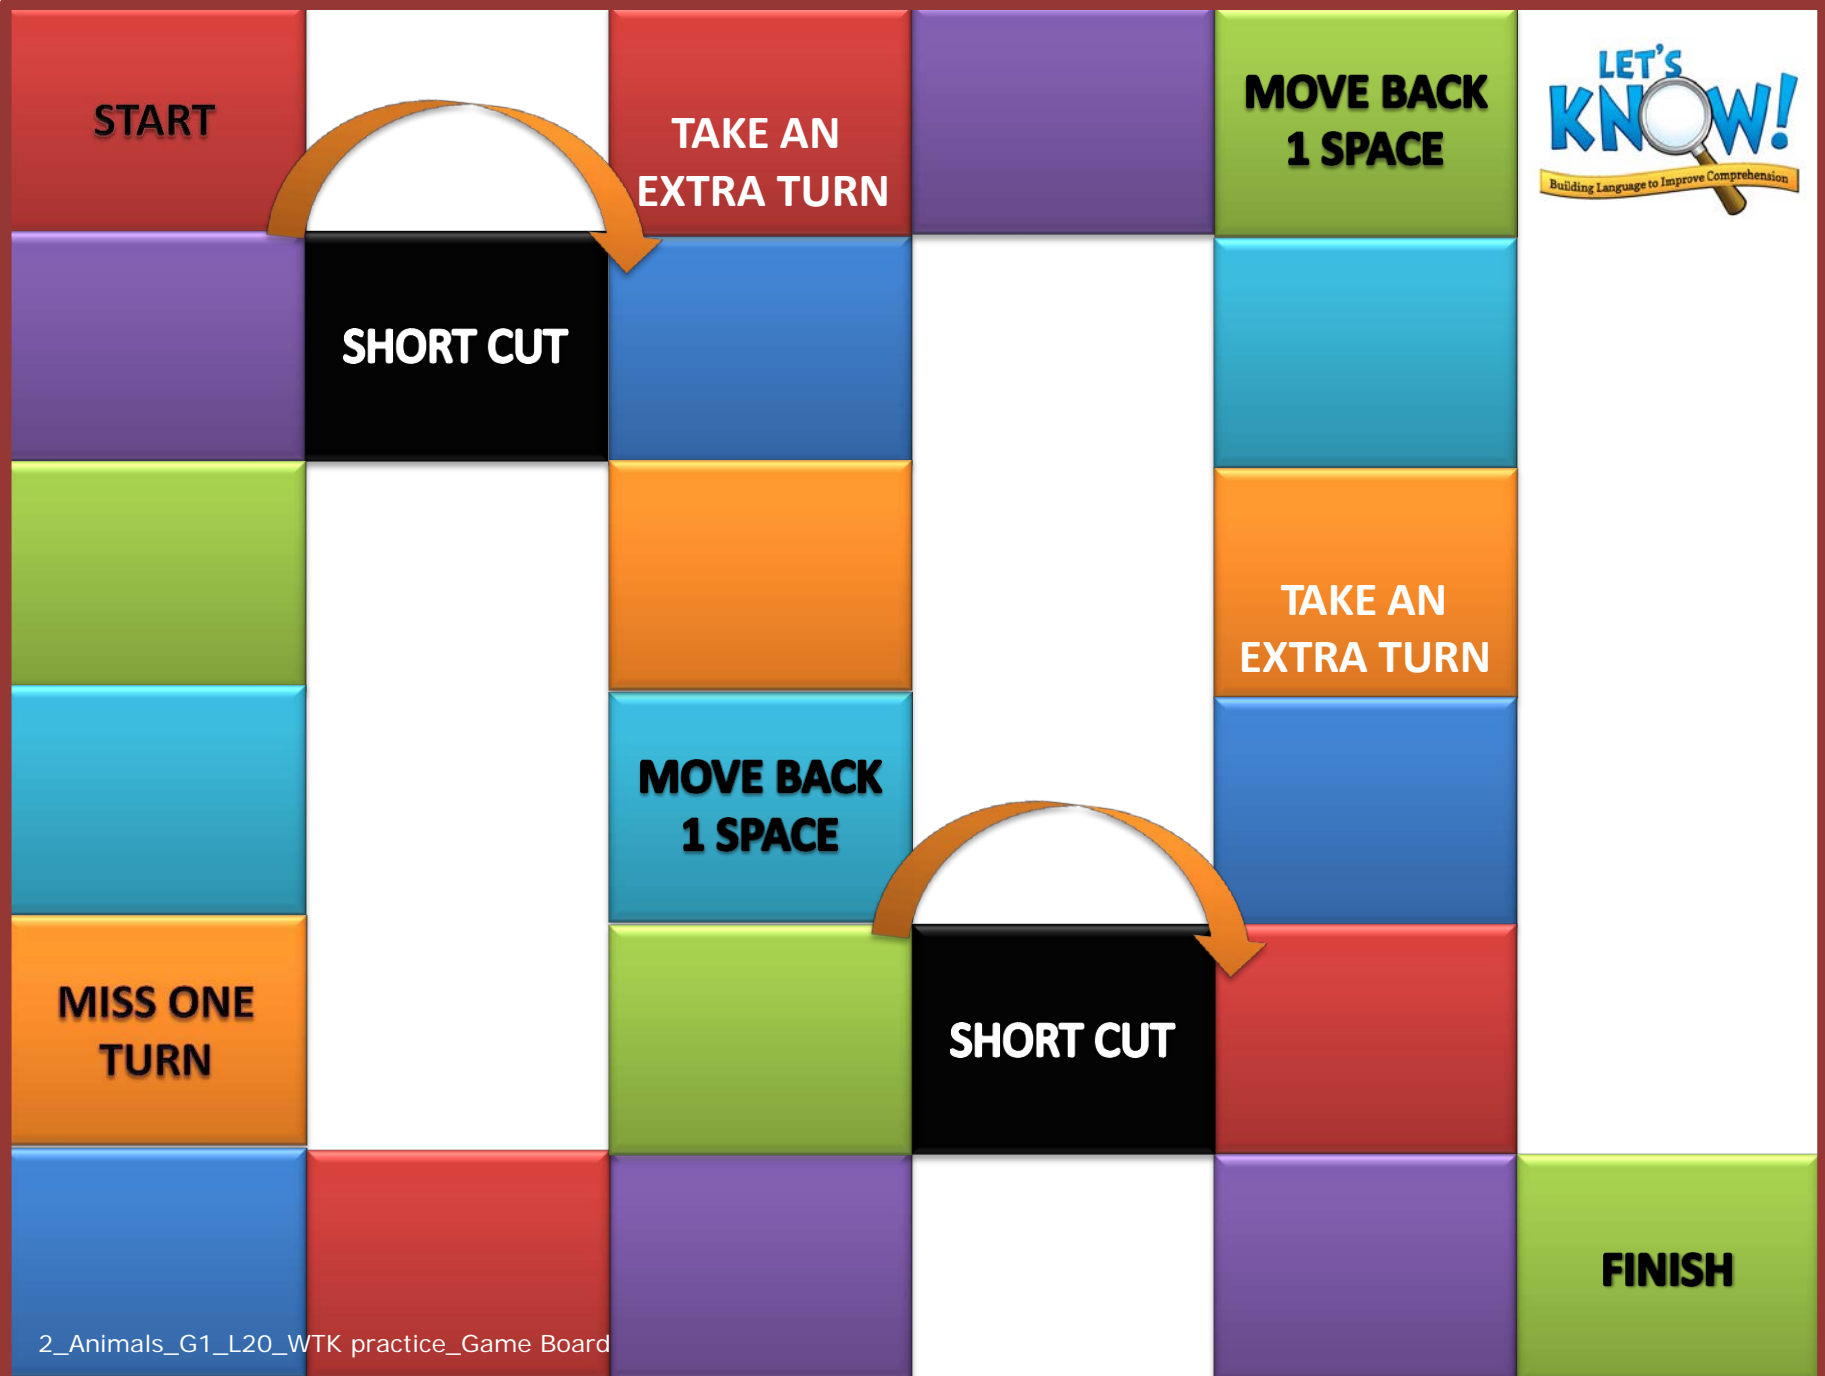 START
TAKE AN
EXTRA TURN
MOVE BACK
1 SPACE
LET'S
KNOW!
Building Language to Improve Comprehension
SHORT CUT
TAKE AN
EXTRA TURN
MOVE BACK
1 SPACE
MISS ONE
TURN
SHORT CUT
FINISH
2_Animals_G1_L20_WTK practice_Game Board